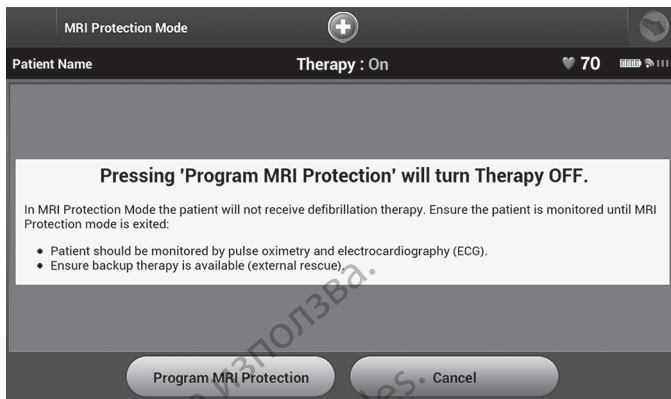 MRI Protection Mode
Patient Name Therapy : On 70
Pressing 'Program MRI Protection' will turn Therapy OFF.
In MRI Protection Mode the patient will not receive defibrillation therapy. Ensure the patient is monitored until MRI
Protection mode is exited:
• Patient should be monitored by pulse oximetry and electrocardiography (ECG).
• Ensure backup therapy is available (external rescue).
използва.
Program MRI Protection Cancel